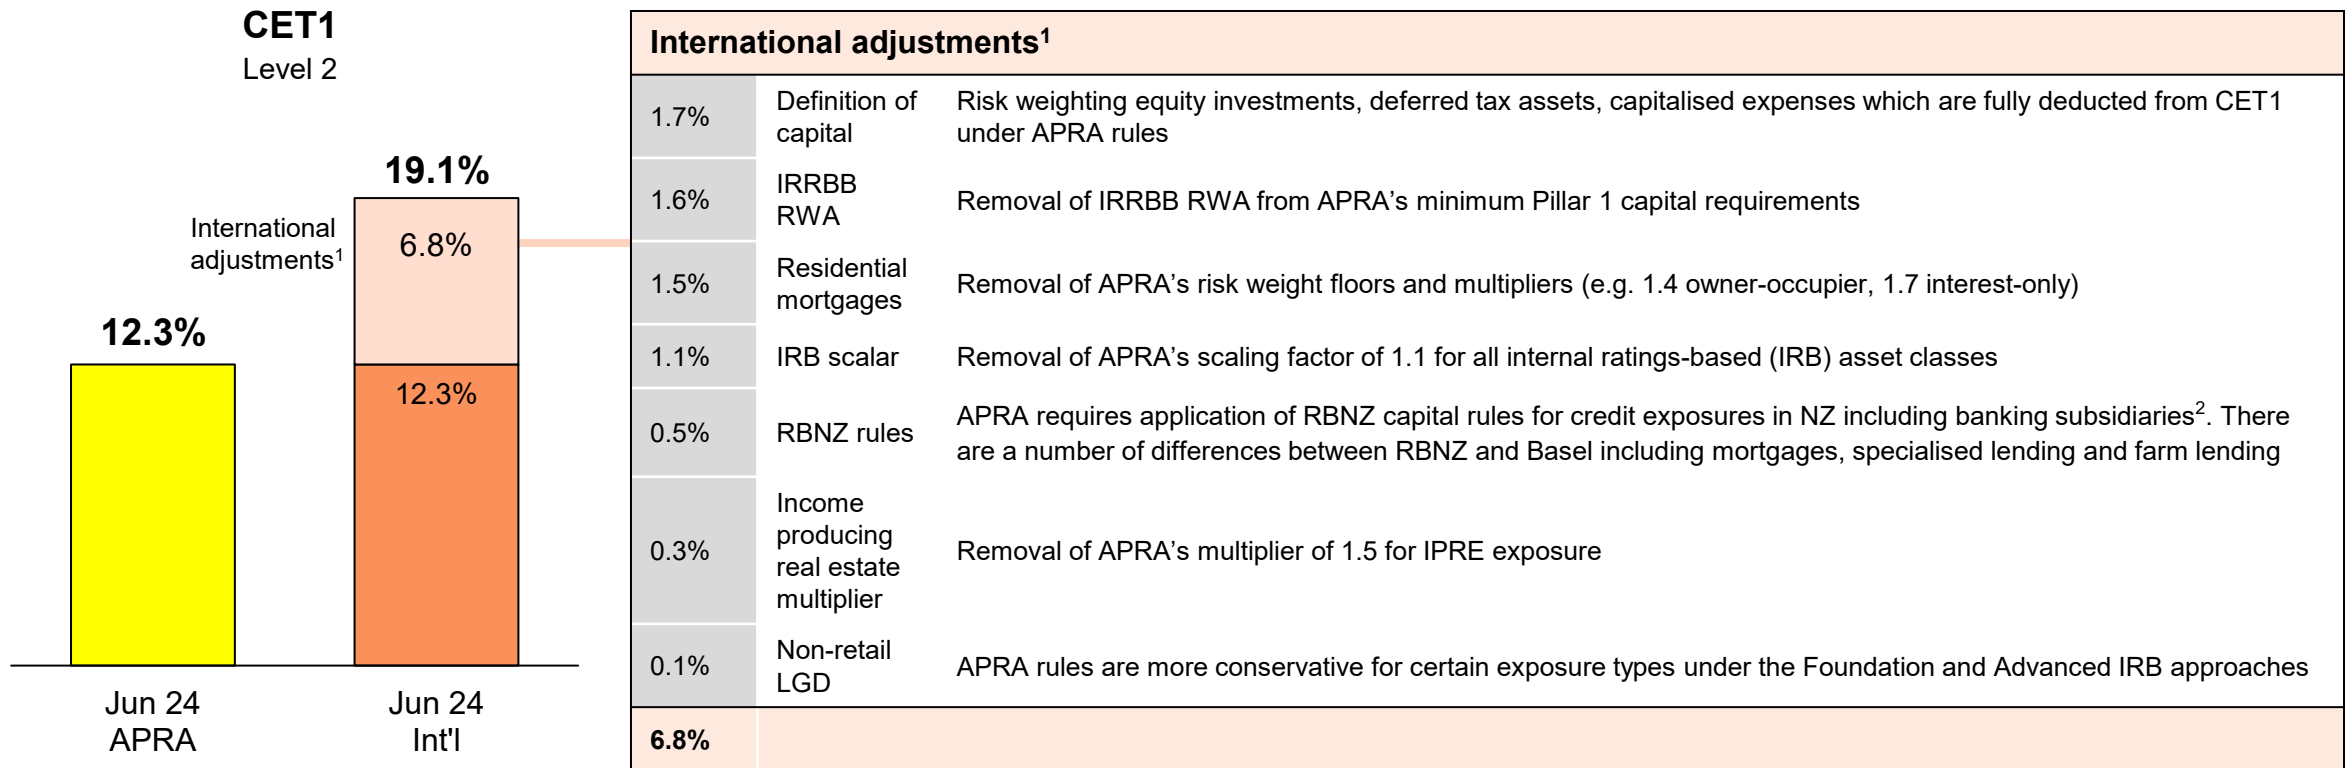 CET1
Level 2
19.1%
International
adjustments¹
6.8%
12.3%
12.3%
Jun 24
APRA
Jun 24
Int'l
International adjustments¹
1.7%
Definition of
capital
Risk weighting equity investments, deferred tax assets, capitalised expenses which are fully deducted from CET1
under APRA rules
1.6%
IRRBB
RWA
Removal of IRRBB RWA from APRA’s minimum Pillar 1 capital requirements
1.5%
Residential
mortgages
Removal of APRA’s risk weight floors and multipliers (e.g. 1.4 owner-occupier, 1.7 interest-only)
1.1%
IRB scalar
Removal of APRA’s scaling factor of 1.1 for all internal ratings-based (IRB) asset classes
0.5%
RBNZ rules
APRA requires application of RBNZ capital rules for credit exposures in NZ including banking subsidiaries². There
are a number of differences between RBNZ and Basel including mortgages, specialised lending and farm lending
0.3%
Income
producing
real estate
multiplier
Removal of APRA’s multiplier of 1.5 for IPRE exposure
0.1%
Non-retail
LGD
APRA rules are more conservative for certain exposure types under the Foundation and Advanced IRB approaches
6.8%